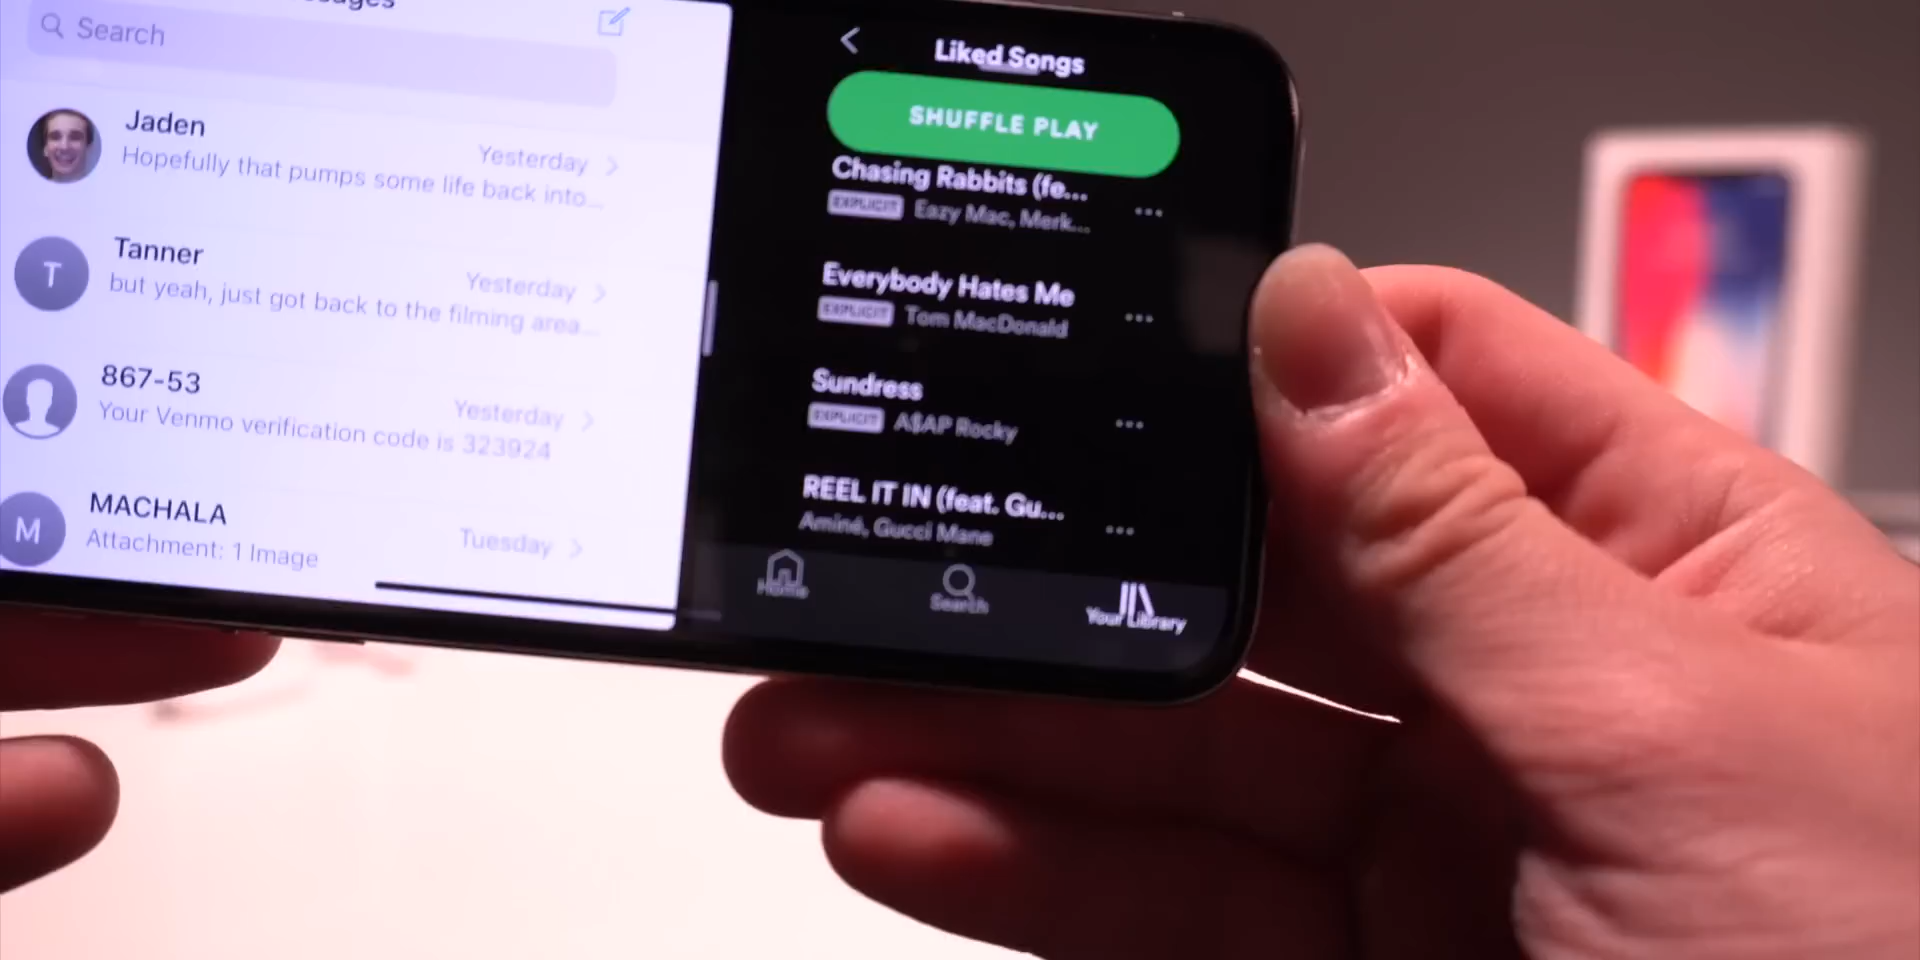 Search
Jaden
Yesterday
Hopefully that pumps some life back into...
T
Tanner
Yesterday
but yeah, just got back to the filming area...
867-53
Yesterday
Your Venmo verification code is 323924
M
MACHALA
Tuesday
Attachment: 1 Image
Liked Songs
SHUFFLE PLAY
Chasing Rabbits (fe...
EXPLICIT Eazy Mac, Merk...
Everybody Hates Me
EXPLICIT Tom MacDonald
Sundress
EXPLICIT A$AP Rocky
REEL IT IN (feat. Gu...
Aminé, Gucci Mane
Home
Search
Your Library